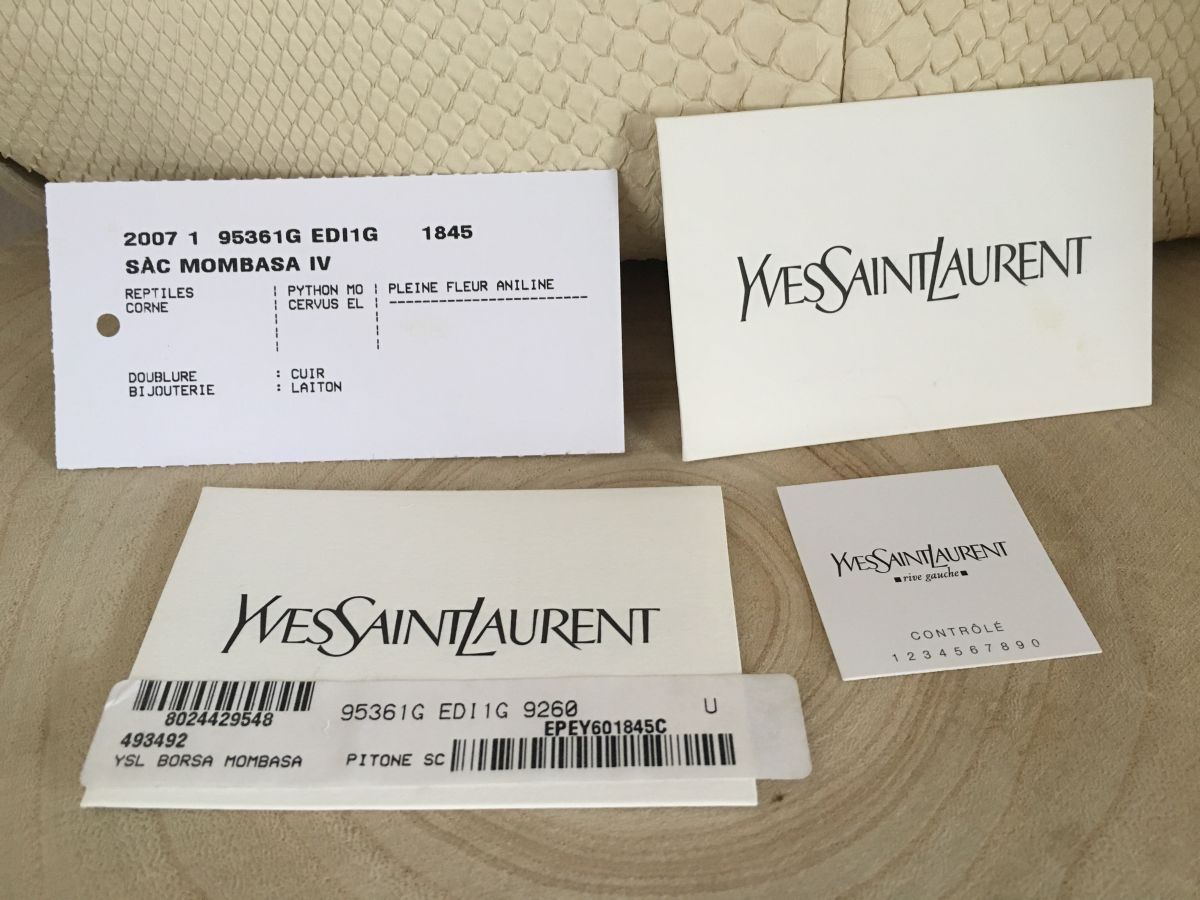 2007 1 95361G EDI1G 1845
SÀC MOMBASA IV
REPTILES | PYTHON MO | PLEINE FLEUR ANILINE
CORNE | CERVUS EL | ------------------------
DOUBLURE : CUIR
BIJOUTERIE : LAITON
YVESSAINTLAURENT
YVESSAINTLAURENT
8024429548
95361G EDI1G 9260 U
EPEY601845C
493492
YSL BORSA MOMBASA PITONE SC
YVESSAINTLAURENT
rive gauche
CONTRÔLÉ
1 2 3 4 5 6 7 8 9 0